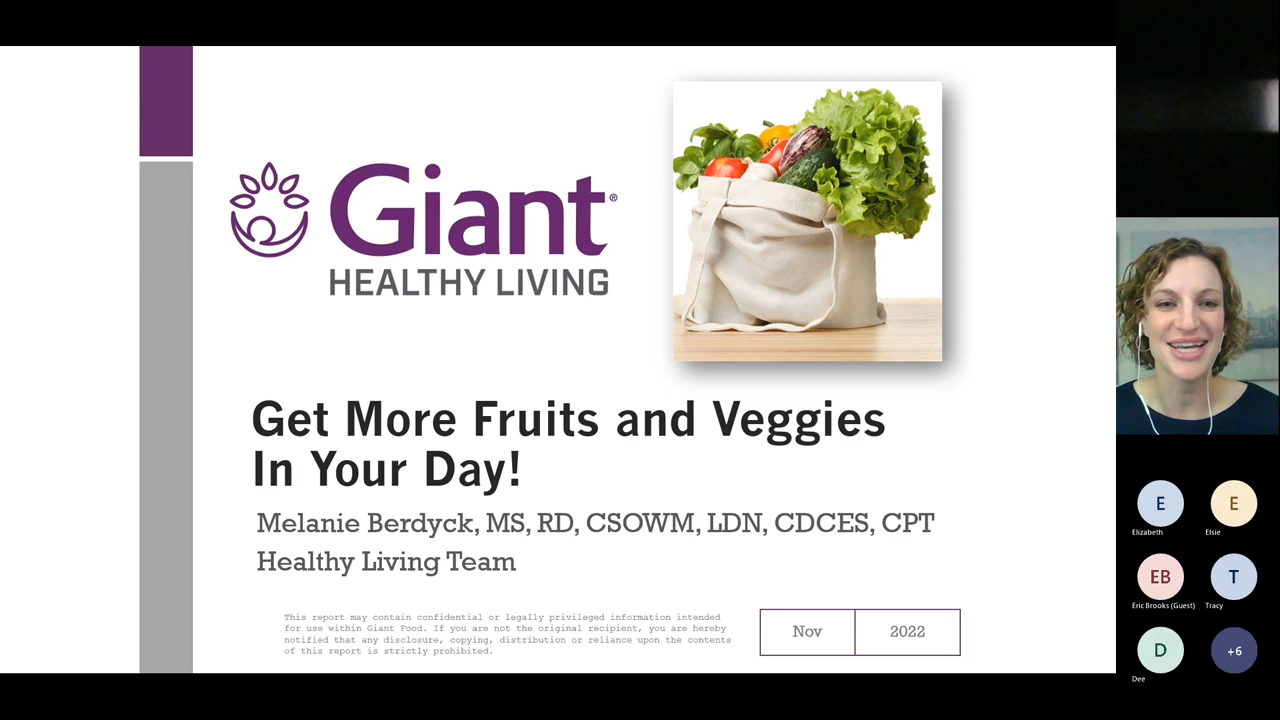 Giant®
HEALTHY LIVING
Get More Fruits and Veggies
In Your Day!
Melanie Berdyck, MS, RD, CSOWM, LDN, CDCES, CPT
Healthy Living Team
This report may contain confidential or legally privileged information intended
for use within Giant Food. If you are not the original recipient, you are hereby
notified that any disclosure, copying, distribution or reliance upon the contents
of this report is strictly prohibited.
Nov
2022
E
E
Elizabeth
Elsie
EB
T
Eric Brooks (Guest)
Tracy
D
+6
Dee